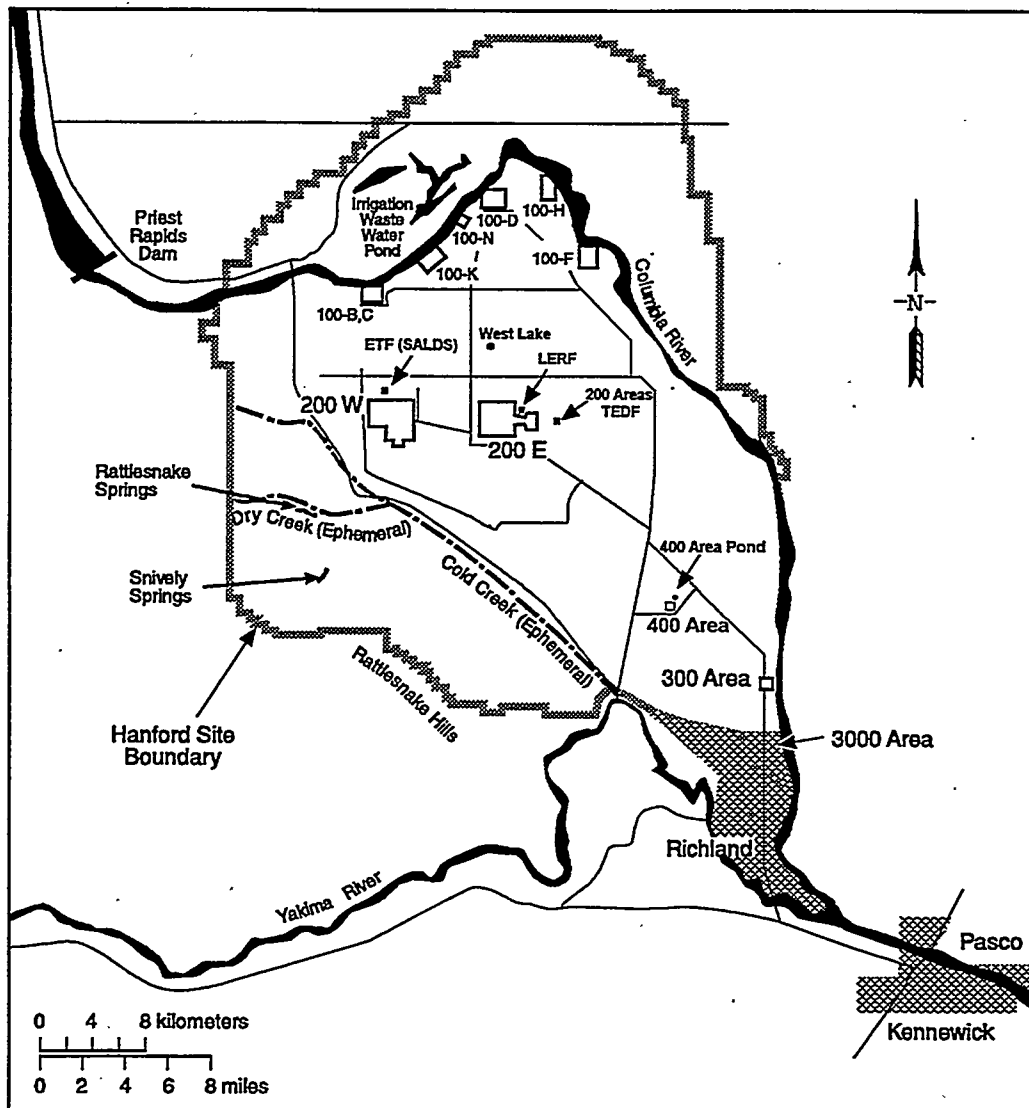 Priest
Rapids
Dam
Irrigation
Waste
Water
Pond
100-D
100-H
100-N
100-F
100-K
100-B,C
Columbia River
N
ETF (SALDS)
West Lake
LERF
200 W
200 Areas
TEDF
200 E
Rattlesnake
Springs
Dry Creek (Ephemeral)
Snively
Springs
Cold Creek (Ephemeral)
400 Area Pond
400 Area
Rattlesnake Hills
300 Area
Hanford Site
Boundary
3000 Area
Richland
Yakima River
Pasco
Kennewick
0 4 8 kilometers
0 2 4 6 8 miles